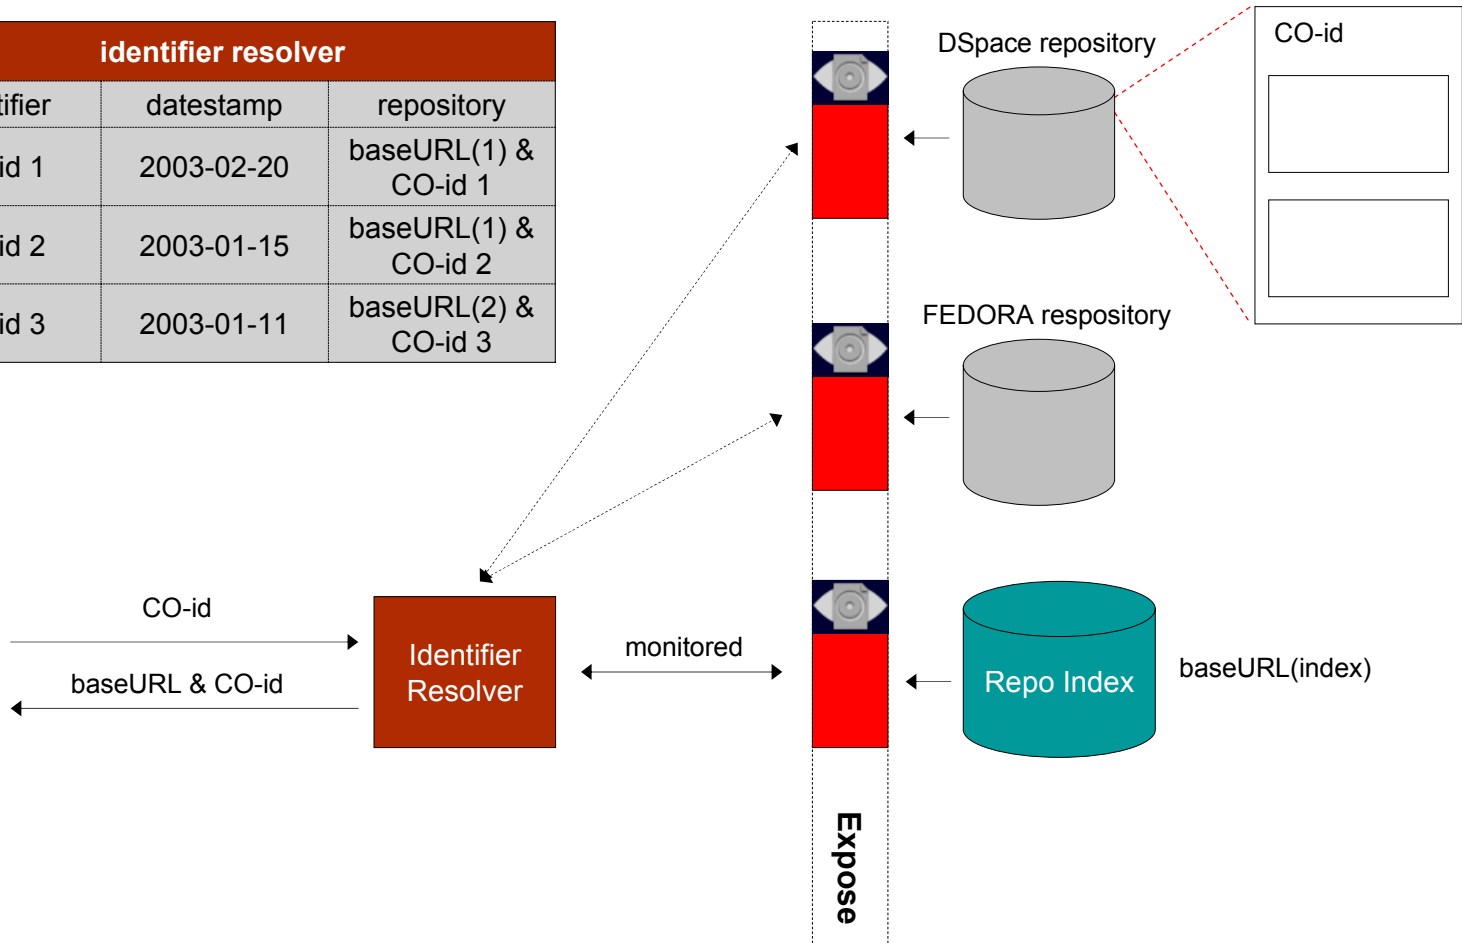 identifier resolver
tifier datestamp repository
id 1 2003-02-20 baseURL(1) &
CO-id 1
id 2 2003-01-15 baseURL(1) &
CO-id 2
id 3 2003-01-11 baseURL(2) &
CO-id 3
DSpace repository
CO-id
FEDORA respository
CO-id
baseURL & CO-id
Identifier
Resolver
monitored
Repo Index
baseURL(index)
Expose